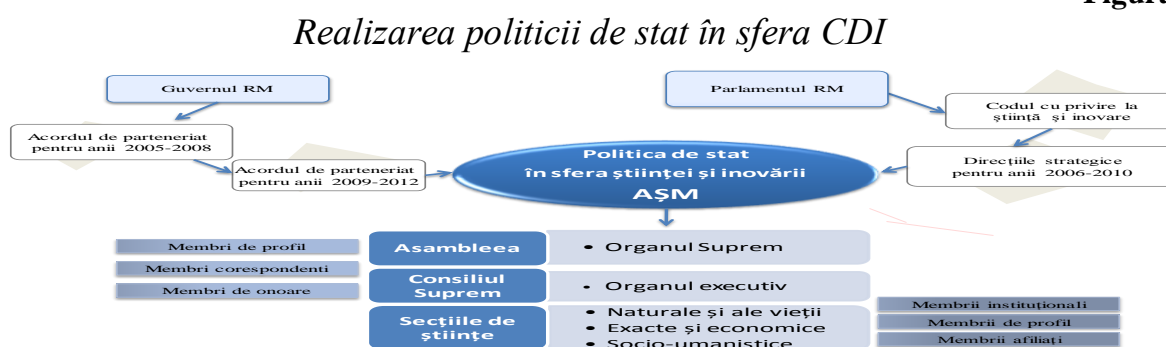 Realizarea politicii de stat în sfera CDI
Guvernul RM
Parlamentul RM
Acordul de parteneriat
pentru anii 2005-2008
Codul cu privire la
știință și inovare
Acordul de parteneriat
pentru anii 2009-2012
Politica de stat
în sfera științei și inovării
AȘM
Direcțiile strategice
pentru anii 2006-2010
Membri de profil
Membri corespondenti
Membri de onoare
Asambleea
• Organul Suprem
Consiliul
Suprem
• Organul executiv
Secțiile de
științe
• Naturale și ale vieții
• Exacte și economice
• Socio-umanistice
Membrii instituționali
Membrii de profil
Membrii afiliați